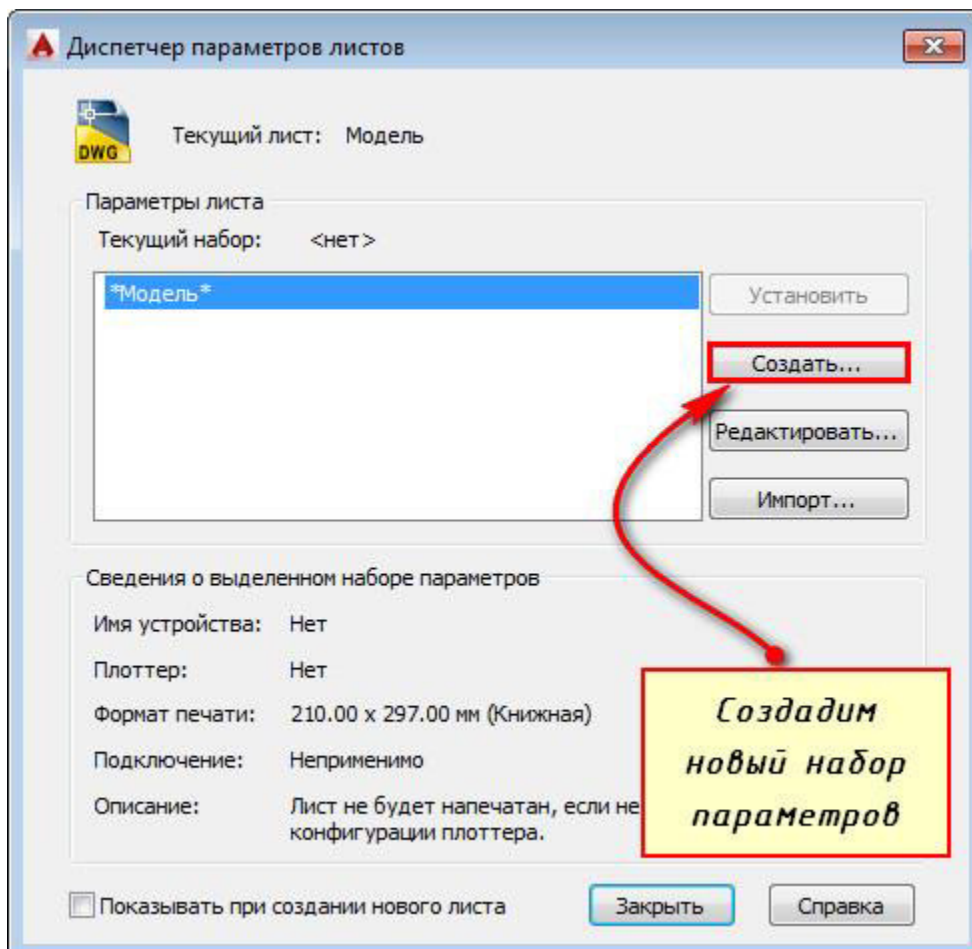 Диспетчер параметров листов
DWG
Текущий лист: Модель
Параметры листа
Текущий набор: <нет>
*Модель*
Установить
Создать...
Редактировать...
Импорт...
Сведения о выделенном наборе параметров
Имя устройства: Нет
Плоттер: Нет
Формат печати: 210.00 x 297.00 мм (Книжная)
Подключение: Неприменимо
Описание: Лист не будет напечатан, если не
конфигурации плоттера.
Создадим
новый набор
параметров
Показывать при создании нового листа
Закрыть
Справка